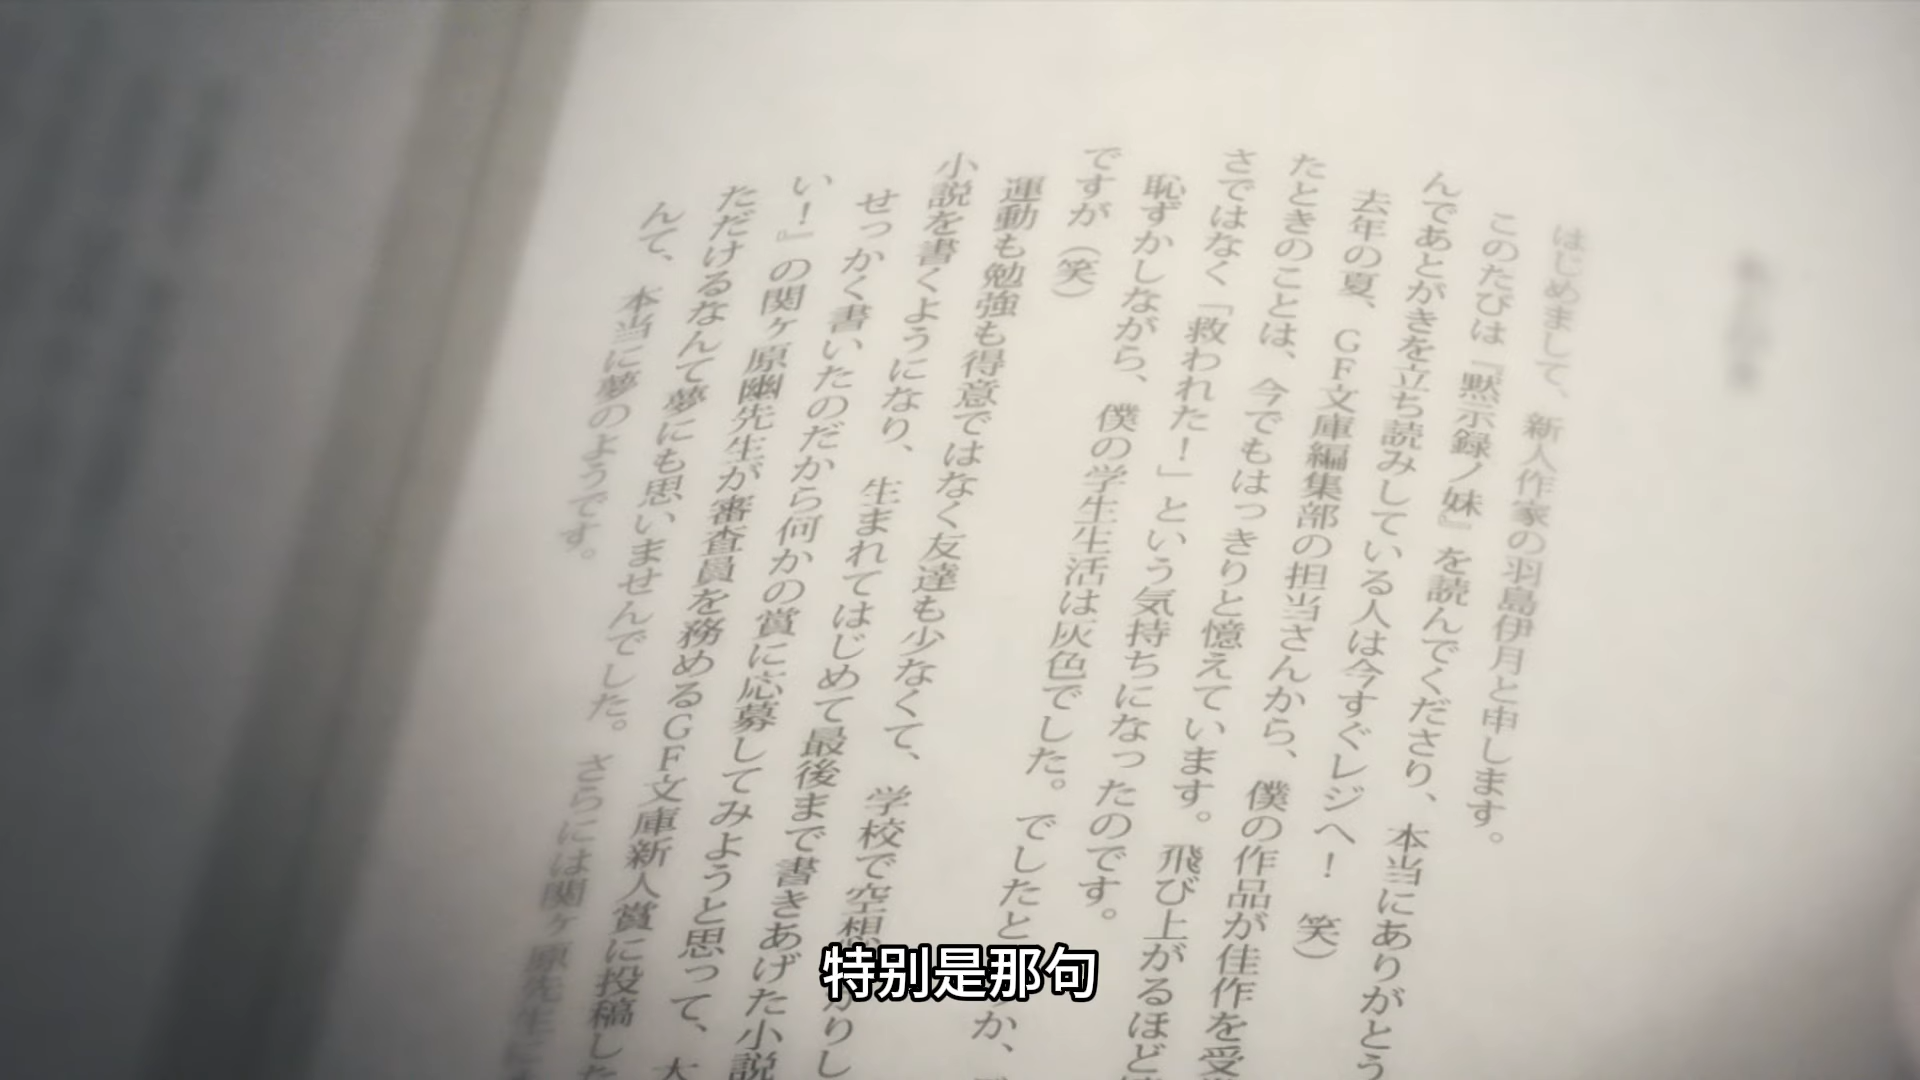 はじめまして、新人作家の羽島伊月と申します。
このたびは『黙示録ノ妹』を読んでくださり、本当にありがとう
んであとがきを立ち読みしている人は今すぐレジへ！　笑）
去年の夏、ＧＦ文庫編集部の担当さんから、僕の作品が佳作を受
たときのことは、今でもはっきりと憶えています。飛び上がるほど
さではなく「救われた！」という気持ちになったのです。
恥ずかしながら、僕の学生生活は灰色でした。でしたと
か、
ですが（笑）
運動も勉強も得意ではなく友達も少なくて、学校で空想
かりし
小説を書くようになり、生まれてはじめて最後まで書きあげた小説
せっかく書いたのだから何かの賞に応募してみようと思って、大
い！』の関ヶ原幽先生が審査員を務めるＧＦ文庫新人賞に投稿した
ただけるなんて夢にも思いませんでした。さらには関ヶ原先生に
んて、本当に夢のようです。
特别是那句